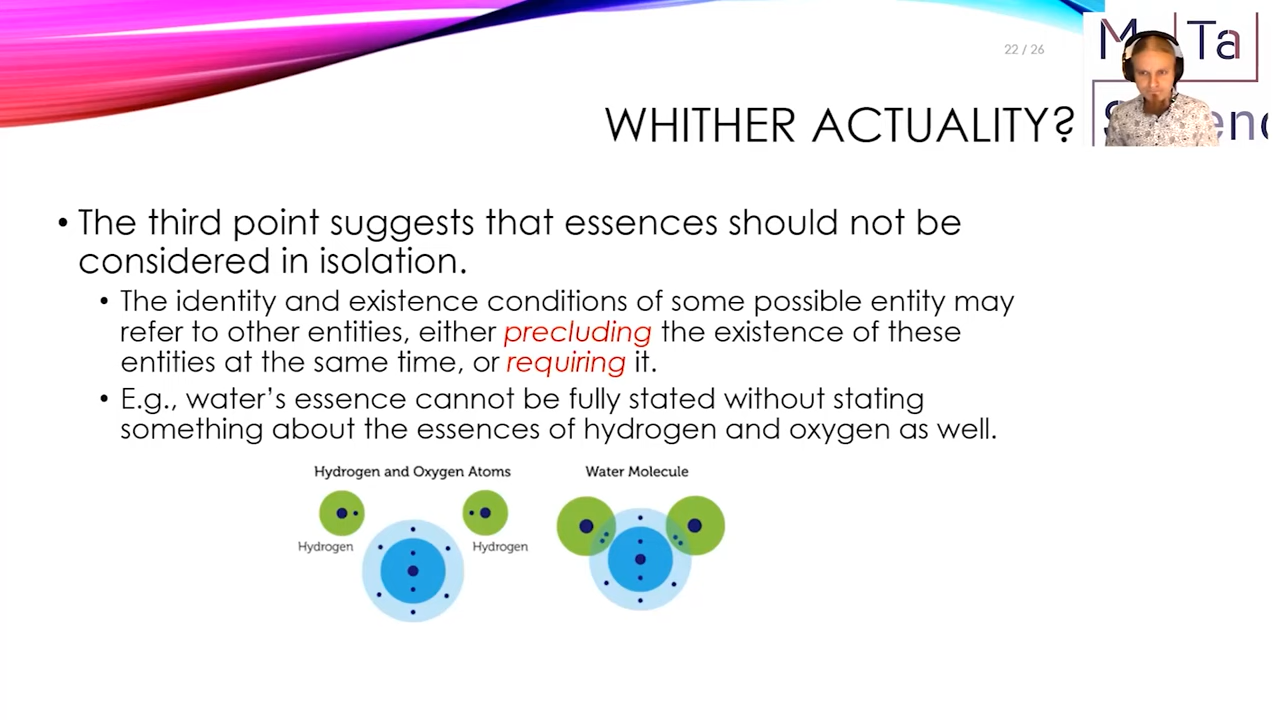 22 / 26
WHITHER ACTUALITY?
• The third point suggests that essences should not be
considered in isolation.
• The identity and existence conditions of some possible entity may
refer to other entities, either precluding the existence of these
entities at the same time, or requiring it.
• E.g., water’s essence cannot be fully stated without stating
something about the essences of hydrogen and oxygen as well.
Hydrogen and Oxygen Atoms
Water Molecule
Hydrogen
Hydrogen